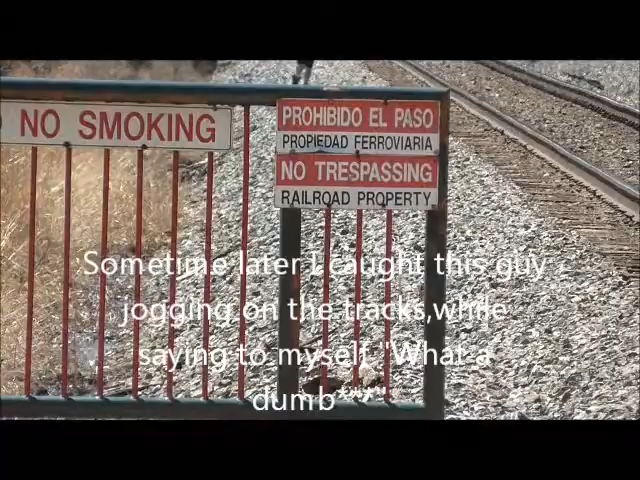 NO SMOKING
PROHIBIDO EL PASO
PROPIEDAD FERROVIARIA
NO TRESPASSING
RAILROAD PROPERTY
Sometime later I caught this guy
jogging on the tracks,while
saying to myself "What a
dumb***"